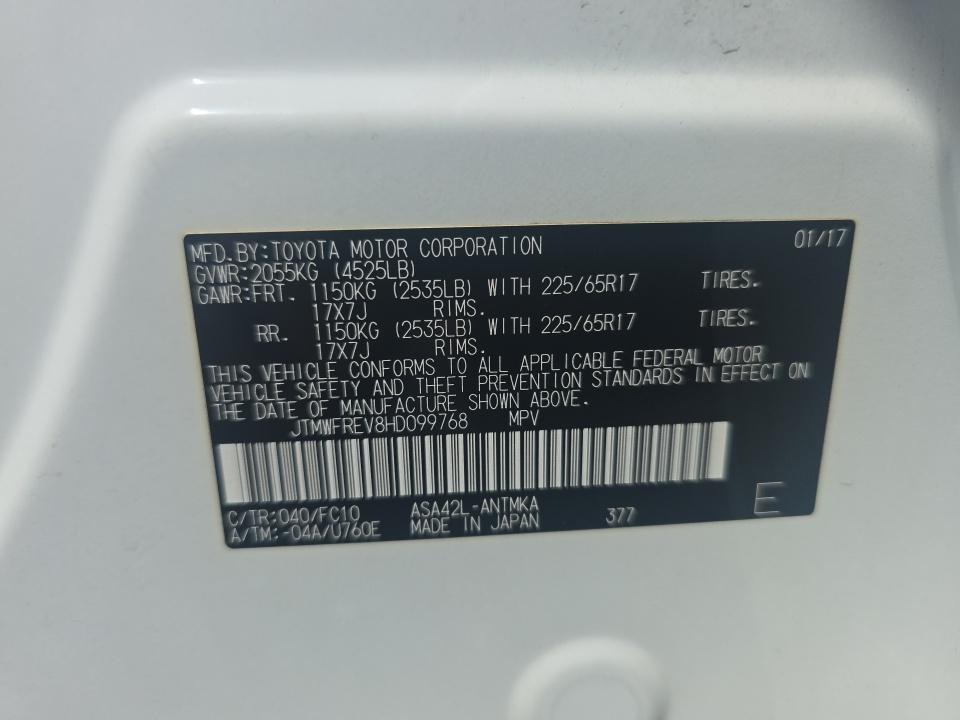 MFD. BY: TOYOTA MOTOR CORPORATION 01/17
GVWR: 2055KG (4525LB)
GAWR: FRT. 1150KG (2535LB) WITH 225/65R17 TIRES.
17X7J RIMS.
RR. 1150KG (2535LB) WITH 225/65R17 TIRES.
17X7J RIMS.
THIS VEHICLE CONFORMS TO ALL APPLICABLE FEDERAL MOTOR
VEHICLE SAFETY AND THEFT PREVENTION STANDARDS IN EFFECT ON
THE DATE OF MANUFACTURE SHOWN ABOVE.
JTMWFREV8HD099768 MPV
C/TR: 040/FC10 ASA42L-ANTMKA 377 E
A/TM: -04A/U760E MADE IN JAPAN